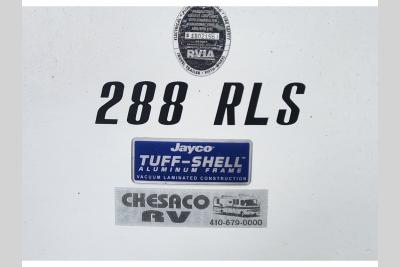 RVIA
288 RLS
Jayco
TUFF-SHELL
ALUMINUM FRAME
VACUUM LAMINATED CONSTRUCTION
CHESACO
RV
410-679-0000